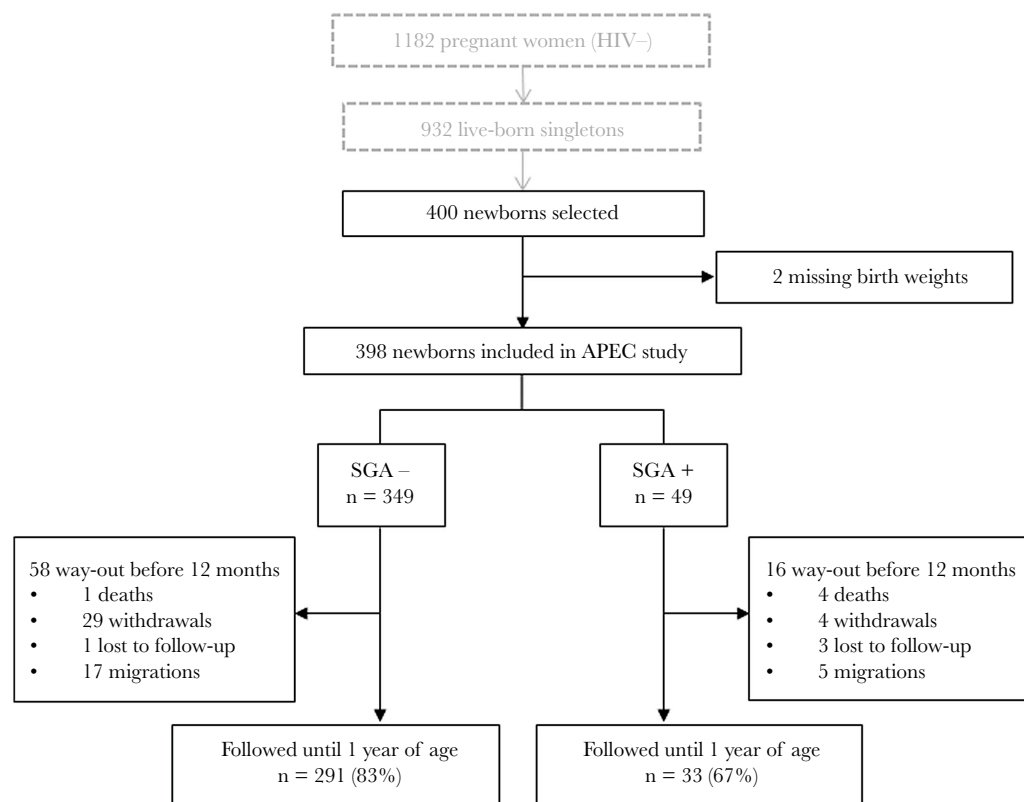 1182 pregnant women (HIV–)
932 live-born singletons
400 newborns selected
2 missing birth weights
398 newborns included in APEC study
SGA –
n = 349
SGA +
n = 49
58 way-out before 12 months
• 1 deaths
• 29 withdrawals
• 1 lost to follow-up
• 17 migrations
16 way-out before 12 months
• 4 deaths
• 4 withdrawals
• 3 lost to follow-up
• 5 migrations
Followed until 1 year of age
n = 291 (83%)
Followed until 1 year of age
n = 33 (67%)